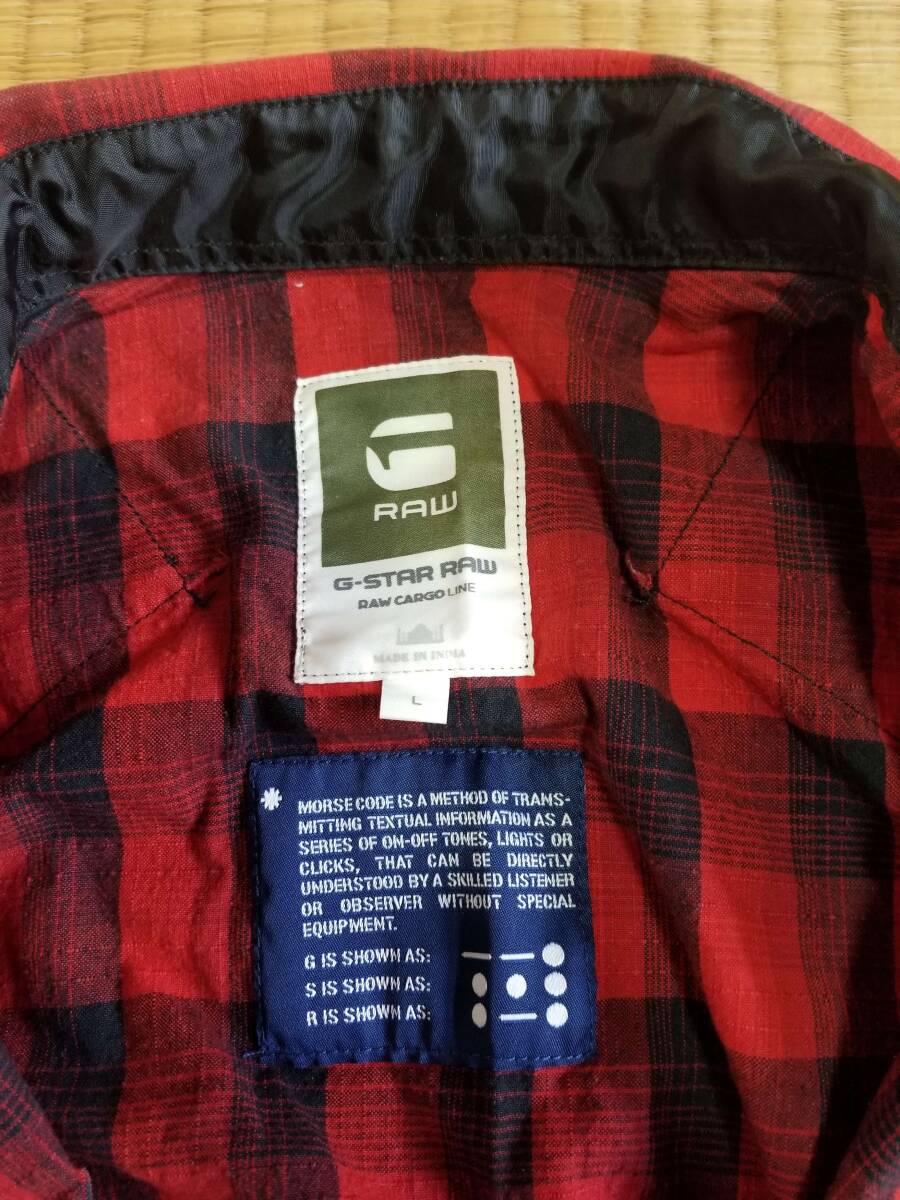 G
RAW
G-STAR RAW
RAW CARGO LINE
MADE IN INDIA
L
* MORSE CODE IS A METHOD OF TRANS-
MITTING TEXTUAL INFORMATION AS A
SERIES OF ON-OFF TONES, LIGHTS OR
CLICKS, THAT CAN BE DIRECTLY
UNDERSTOOD BY A SKILLED LISTENER
OR OBSERVER WITHOUT SPECIAL
EQUIPMENT.
G IS SHOWN AS: — — ●
S IS SHOWN AS: ● ● ●
R IS SHOWN AS: ● — ●